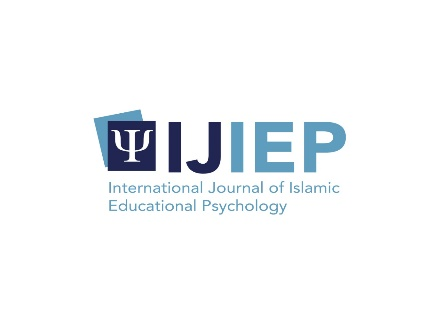 Ψ IJIEP
International Journal of Islamic
Educational Psychology